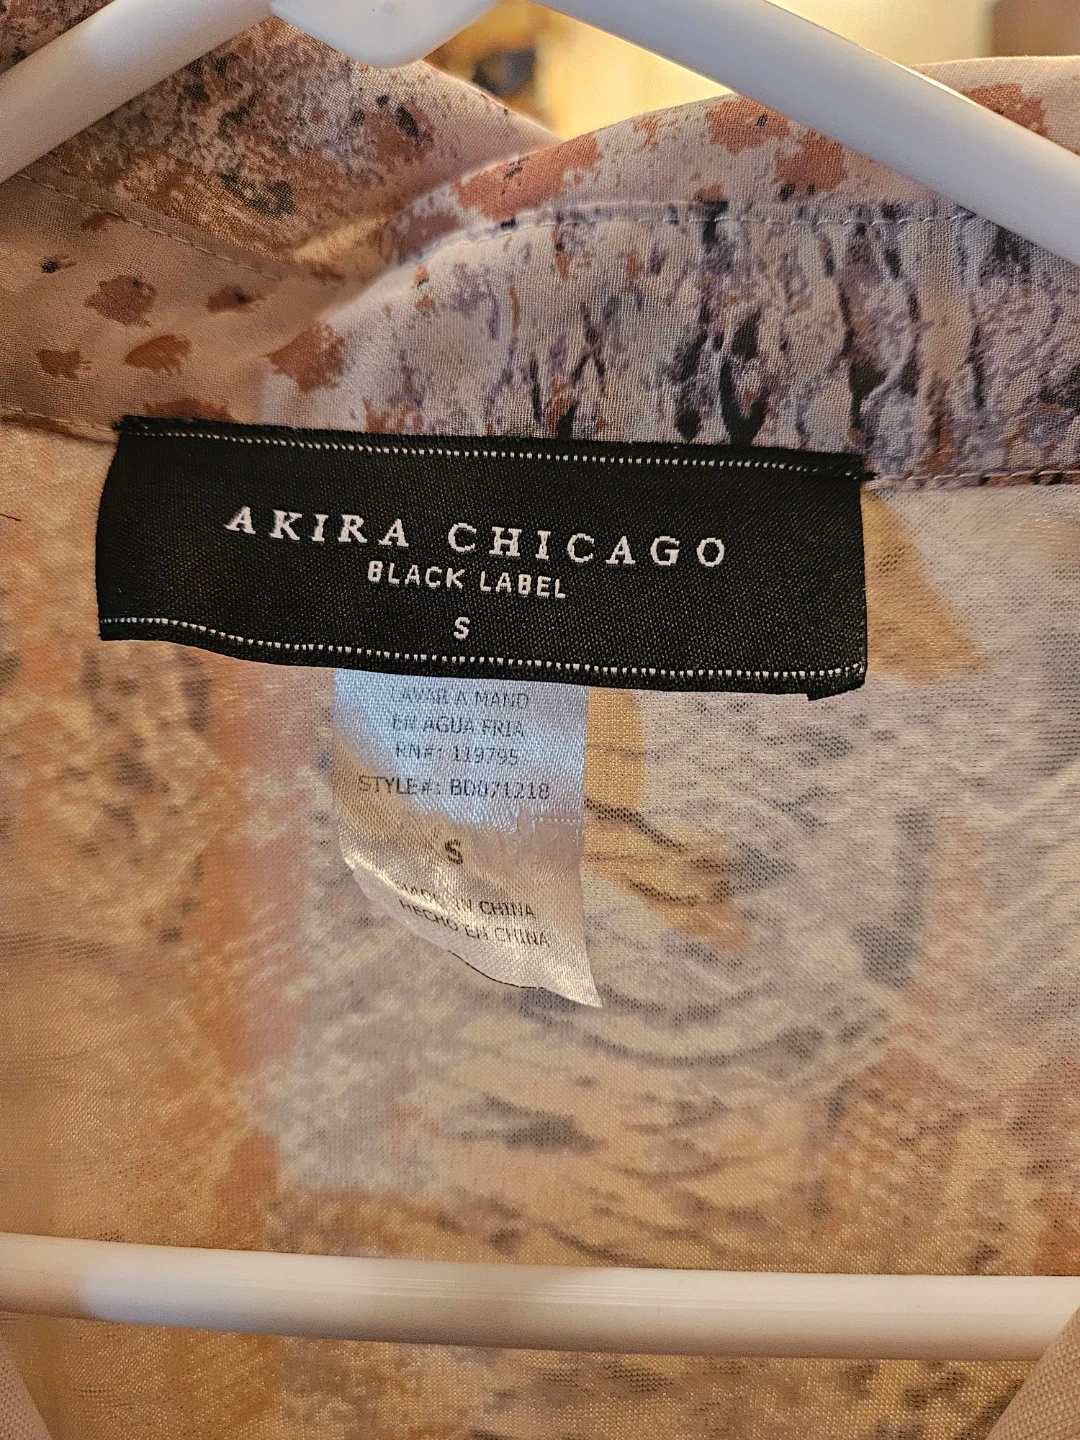 AKIRA CHICAGO
BLACK LABEL
S
LAVAR A MANO
EN AGUA FRIA
RN#: 119795
STYLE#: BD071218
S
MADE IN CHINA
HECHO EN CHINA